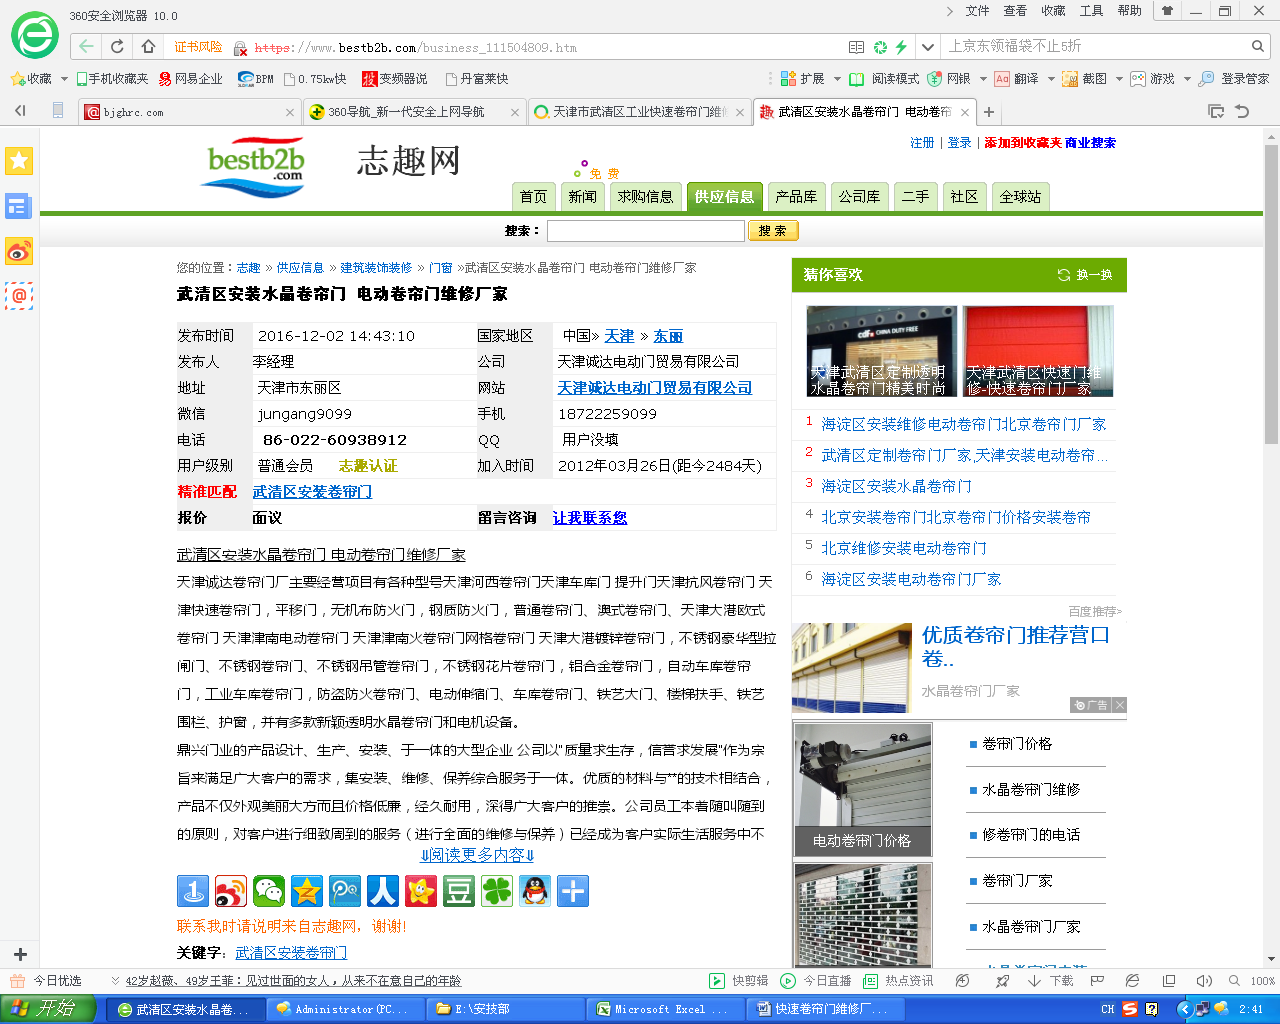 360安全浏览器 10.0
文件 查看 收藏 工具 帮助
证书风险 https://www.bestb2b.com/business_111504809.htm
上京东领福袋不止5折
收藏 手机收藏夹 网易企业 BPM 0.75kw快 变频器说 丹富莱快
扩展 阅读模式 网银 翻译 截图 游戏 登录管家
bjghrc.com
360导航_新一代安全上网导航
天津市武清区工业快速卷帘门维修
武清区安装水晶卷帘门 电动卷帘
bestb2b.com
志趣网
注册 | 登录 | 添加到收藏夹 商业搜索
免费
首页 新闻 求购信息 供应信息 产品库 公司库 二手 社区 全球站
搜索： 搜 索
您的位置：志趣 » 供应信息 » 建筑装饰装修 » 门窗 »武清区安装水晶卷帘门 电动卷帘门维修厂家
武清区安装水晶卷帘门 电动卷帘门维修厂家
发布时间 2016-12-02 14:43:10 国家地区 中国» 天津 » 东丽
发布人 李经理 公司 天津诚达电动门贸易有限公司
地址 天津市东丽区 网站 天津诚达电动门贸易有限公司
微信 jungang9099 手机 18722259099
电话 86-022-60938912 QQ 用户没填
用户级别 普通会员 志趣认证 加入时间 2012年03月26日(距今2484天)
精准匹配 武清区安装卷帘门
报价 面议 留言咨询 让我联系您
武清区安装水晶卷帘门 电动卷帘门维修厂家
天津诚达卷帘门厂主要经营项目有各种型号天津河西卷帘门天津车库门 提升门天津抗风卷帘门 天
津快速卷帘门，平移门，无机布防火门，钢质防火门，普通卷帘门、澳式卷帘门、天津大港欧式
卷帘门 天津津南电动卷帘门 天津津南火卷帘门网格卷帘门 天津大港镀锌卷帘门，不锈钢豪华型拉
闸门、不锈钢卷帘门、不锈钢吊管卷帘门，不锈钢花片卷帘门，铝合金卷帘门，自动车库卷帘
门，工业车库卷帘门，防盗防火卷帘门、电动伸缩门、车库卷帘门、铁艺大门、楼梯扶手、铁艺
围栏、护窗，并有多款新颖透明水晶卷帘门和电机设备。
鼎兴门业的产品设计、生产、安装、于一体的大型企业 公司以"质量求生存，信誉求发展"作为宗
旨来满足广大客户的需求，集安装、维修、保养综合服务于一体。优质的材料与**的技术相结合，
产品不仅外观美丽大方而且价格低廉，经久耐用，深得广大客户的推崇。公司员工本着随叫随到
的原则，对客户进行细致周到的服务（进行全面的维修与保养）已经成为客户实际生活服务中不
⇓阅读更多内容⇓
联系我时请说明来自志趣网，谢谢!
关键字: 武清区安装卷帘门
猜你喜欢 换一换
cdf CHINA DUTY FREE
天津武清区定制透明
水晶卷帘门精美时尚
天津武清区快速门维
修-快速卷帘门厂家
1 海淀区安装维修电动卷帘门北京卷帘门厂家
2 武清区定制卷帘门厂家,天津安装电动卷帘...
3 海淀区安装水晶卷帘门
4 北京安装卷帘门北京卷帘门价格安装卷帘
5 北京维修安装电动卷帘门
6 海淀区安装电动卷帘门厂家
百度推荐>
优质卷帘门推荐营口
卷..
水晶卷帘门厂家
广告
电动卷帘门价格
卷帘门价格
水晶卷帘门维修
修卷帘门的电话
卷帘门厂家
水晶卷帘门厂家
今日优选 42岁赵薇、49岁王菲：见过世面的女人，从来不在意自己的年龄
快剪辑 今日直播 热点资讯 下载 100%
开始 武清区安装水晶卷... Administrator(PC... E:\安技部 Microsoft Excel ... 快速卷帘门维修厂... CH 2:41